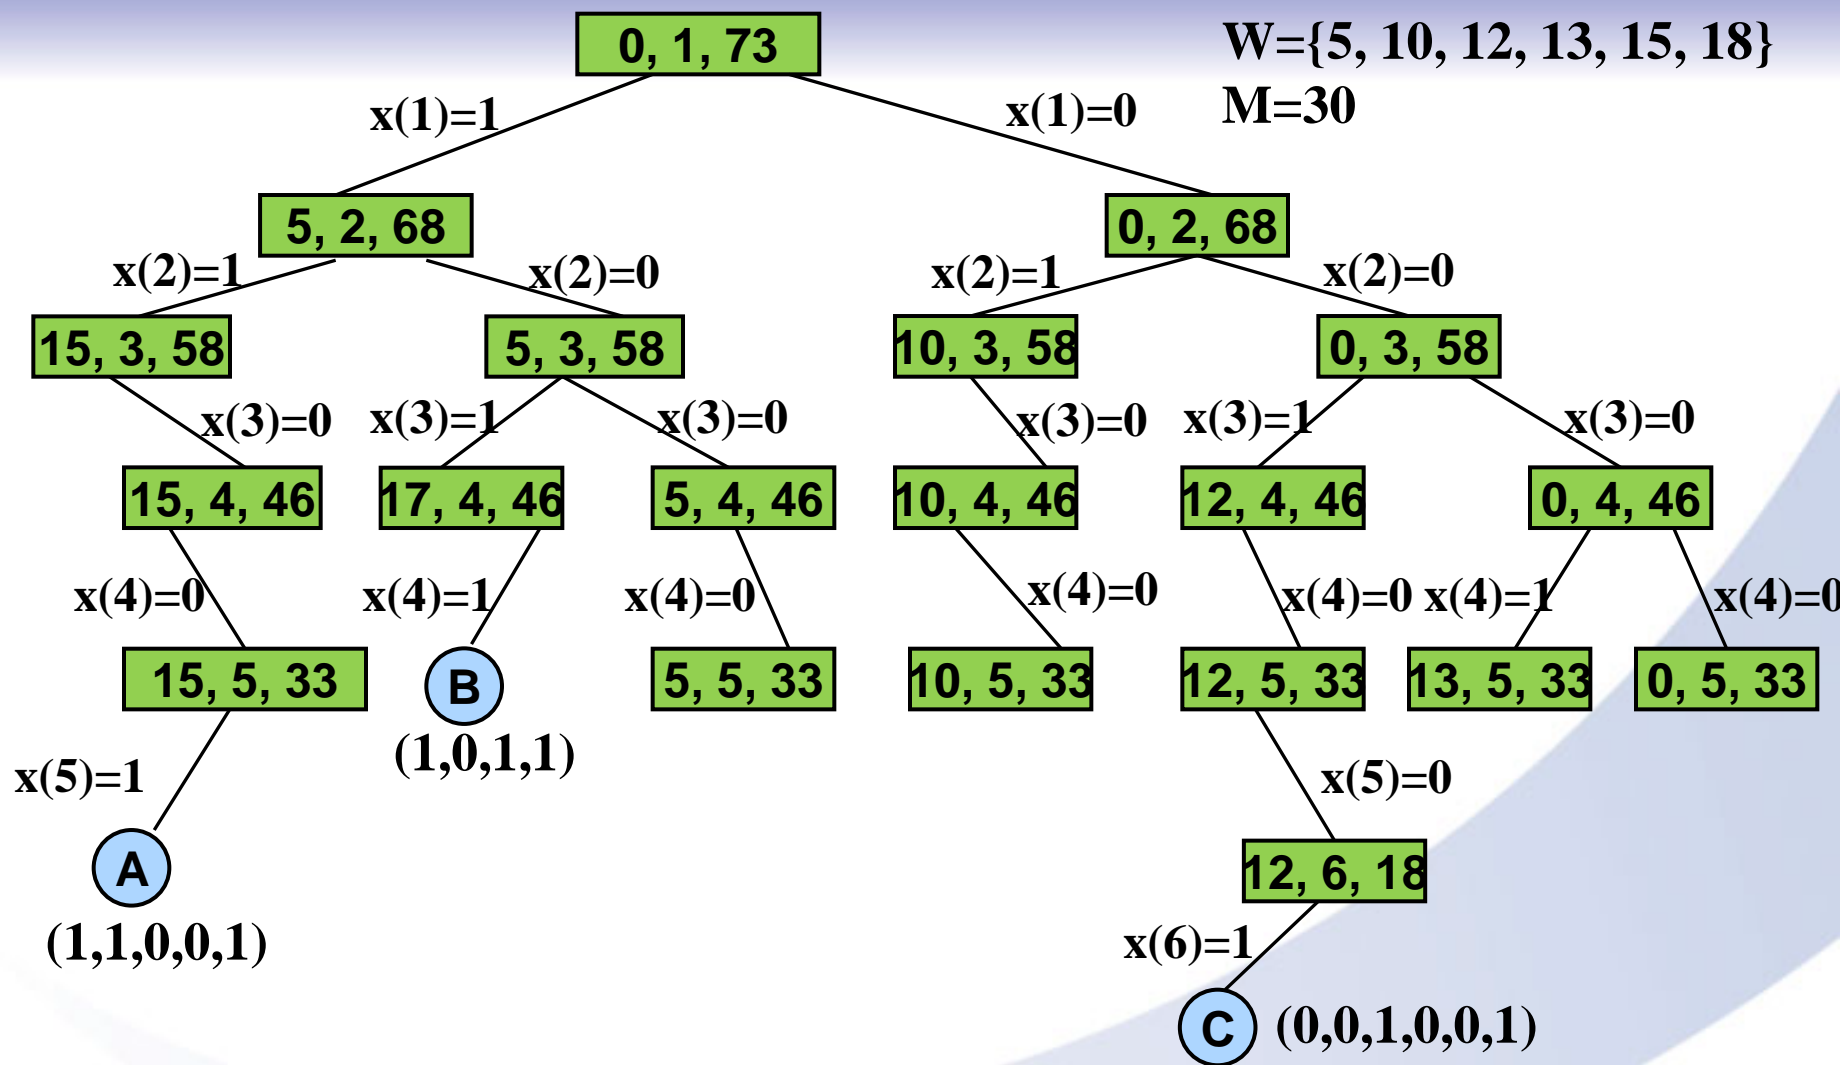 0, 1, 73
W={5, 10, 12, 13, 15, 18}
M=30
x(1)=1
x(1)=0
5, 2, 68
0, 2, 68
x(2)=1
x(2)=0
x(2)=1
x(2)=0
15, 3, 58
5, 3, 58
10, 3, 58
0, 3, 58
x(3)=0
x(3)=1
x(3)=0
x(3)=0
x(3)=1
x(3)=0
15, 4, 46
17, 4, 46
5, 4, 46
10, 4, 46
12, 4, 46
0, 4, 46
x(4)=0
x(4)=1
x(4)=0
x(4)=0
x(4)=0
x(4)=1
x(4)=0
15, 5, 33
B
5, 5, 33
10, 5, 33
12, 5, 33
13, 5, 33
0, 5, 33
(1,0,1,1)
x(5)=1
x(5)=0
A
12, 6, 18
(1,1,0,0,1)
x(6)=1
C
(0,0,1,0,0,1)